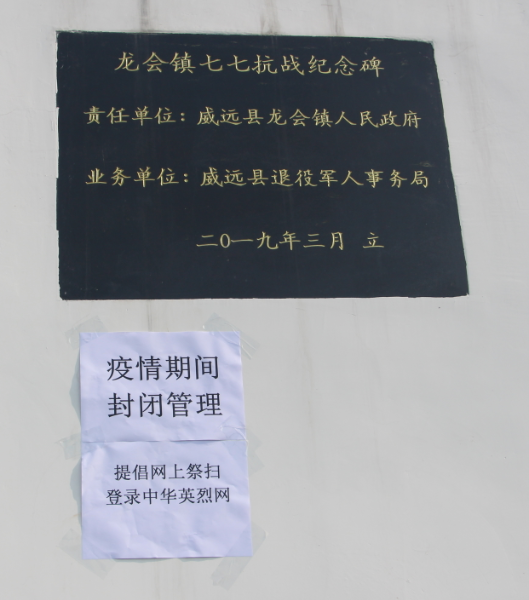 龙会镇七七抗战纪念碑
责任单位：威远县龙会镇人民政府
业务单位：威远县退役军人事务局
二0一九年三月 立
疫情期间
封闭管理
提倡网上祭扫
登录中华英烈网